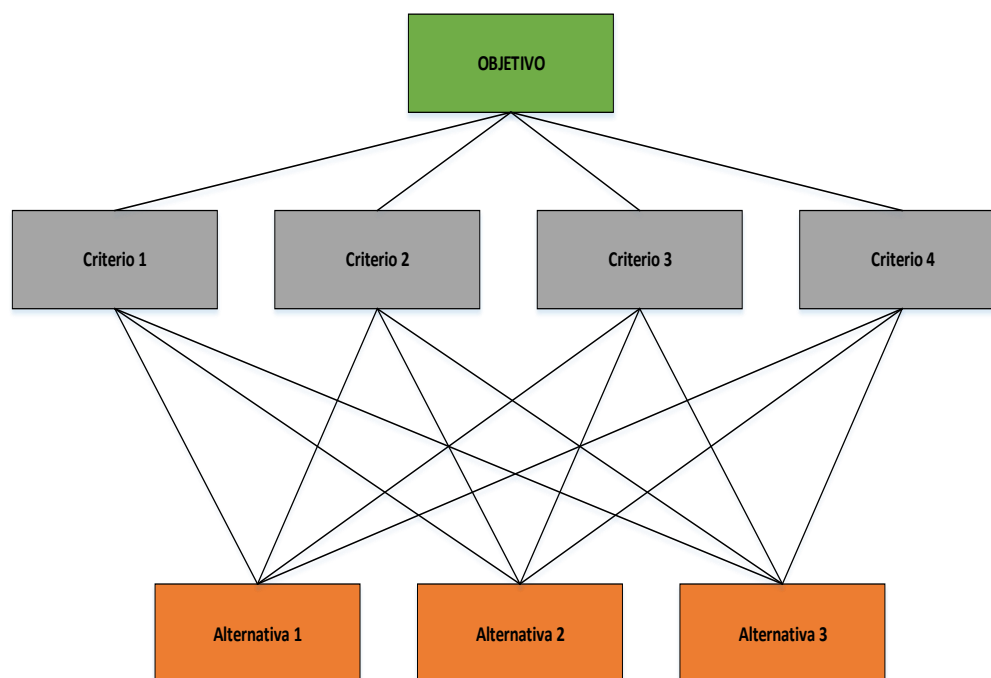 OBJETIVO
Criterio 1
Criterio 2
Criterio 3
Criterio 4
Alternativa 1
Alternativa 2
Alternativa 3